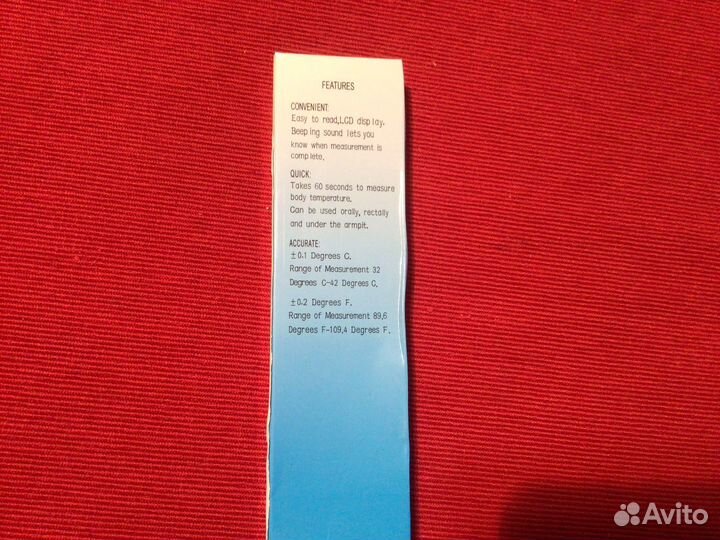 FEATURES
CONVENIENT:
Easy to read,LCD display.
Beeping sound lets you
know when measurement is
complete.
QUICK:
Takes 60 seconds to measure
body temperature.
Can be used orally, rectally
and under the armpit.
ACCURATE:
±0.1 Degrees C.
Range of Measurement 32
Degrees C-42 Degrees C.
±0.2 Degrees F.
Range of Measurement 89,6
Degrees F-109,4 Degrees F.
Avito